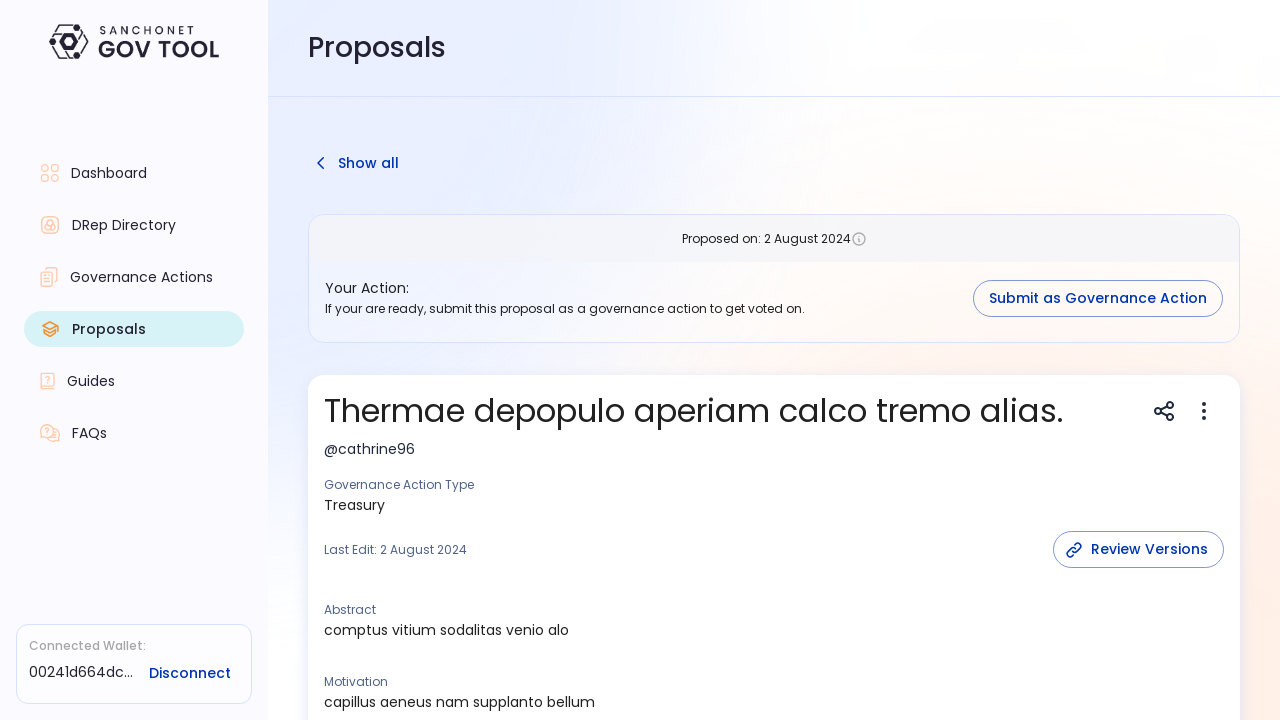 SANCHONET
GOV TOOL
Dashboard
DRep Directory
Governance Actions
Proposals
Guides
FAQs
Connected Wallet:
00241d664dc...
Disconnect
Proposals
Show all
Proposed on: 2 August 2024
Your Action:
If your are ready, submit this proposal as a governance action to get voted on.
Submit as Governance Action
Thermae depopulo aperiam calco tremo alias.
@cathrine96
Governance Action Type
Treasury
Last Edit: 2 August 2024
Review Versions
Abstract
comptus vitium sodalitas venio alo
Motivation
capillus aeneus nam supplanto bellum